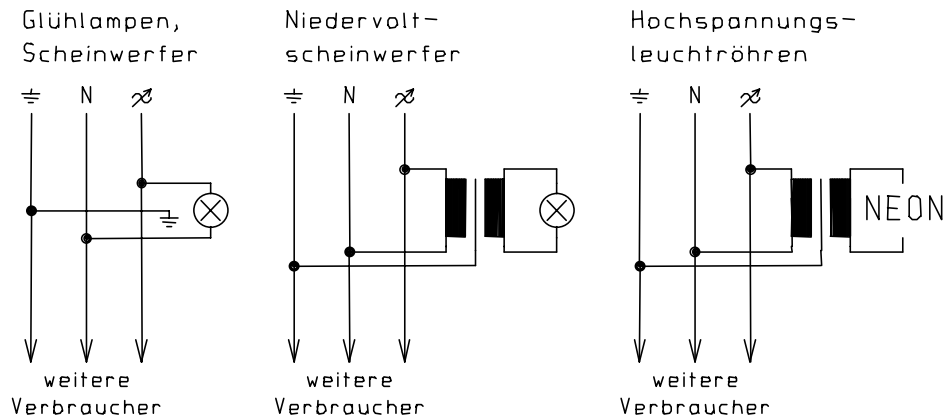 Glühlampen,
Scheinwerfer
N
weitere
Verbraucher
Niedervolt-
scheinwerfer
N
weitere
Verbraucher
Hochspannungs-
leuchtröhren
N
NEON
weitere
Verbraucher